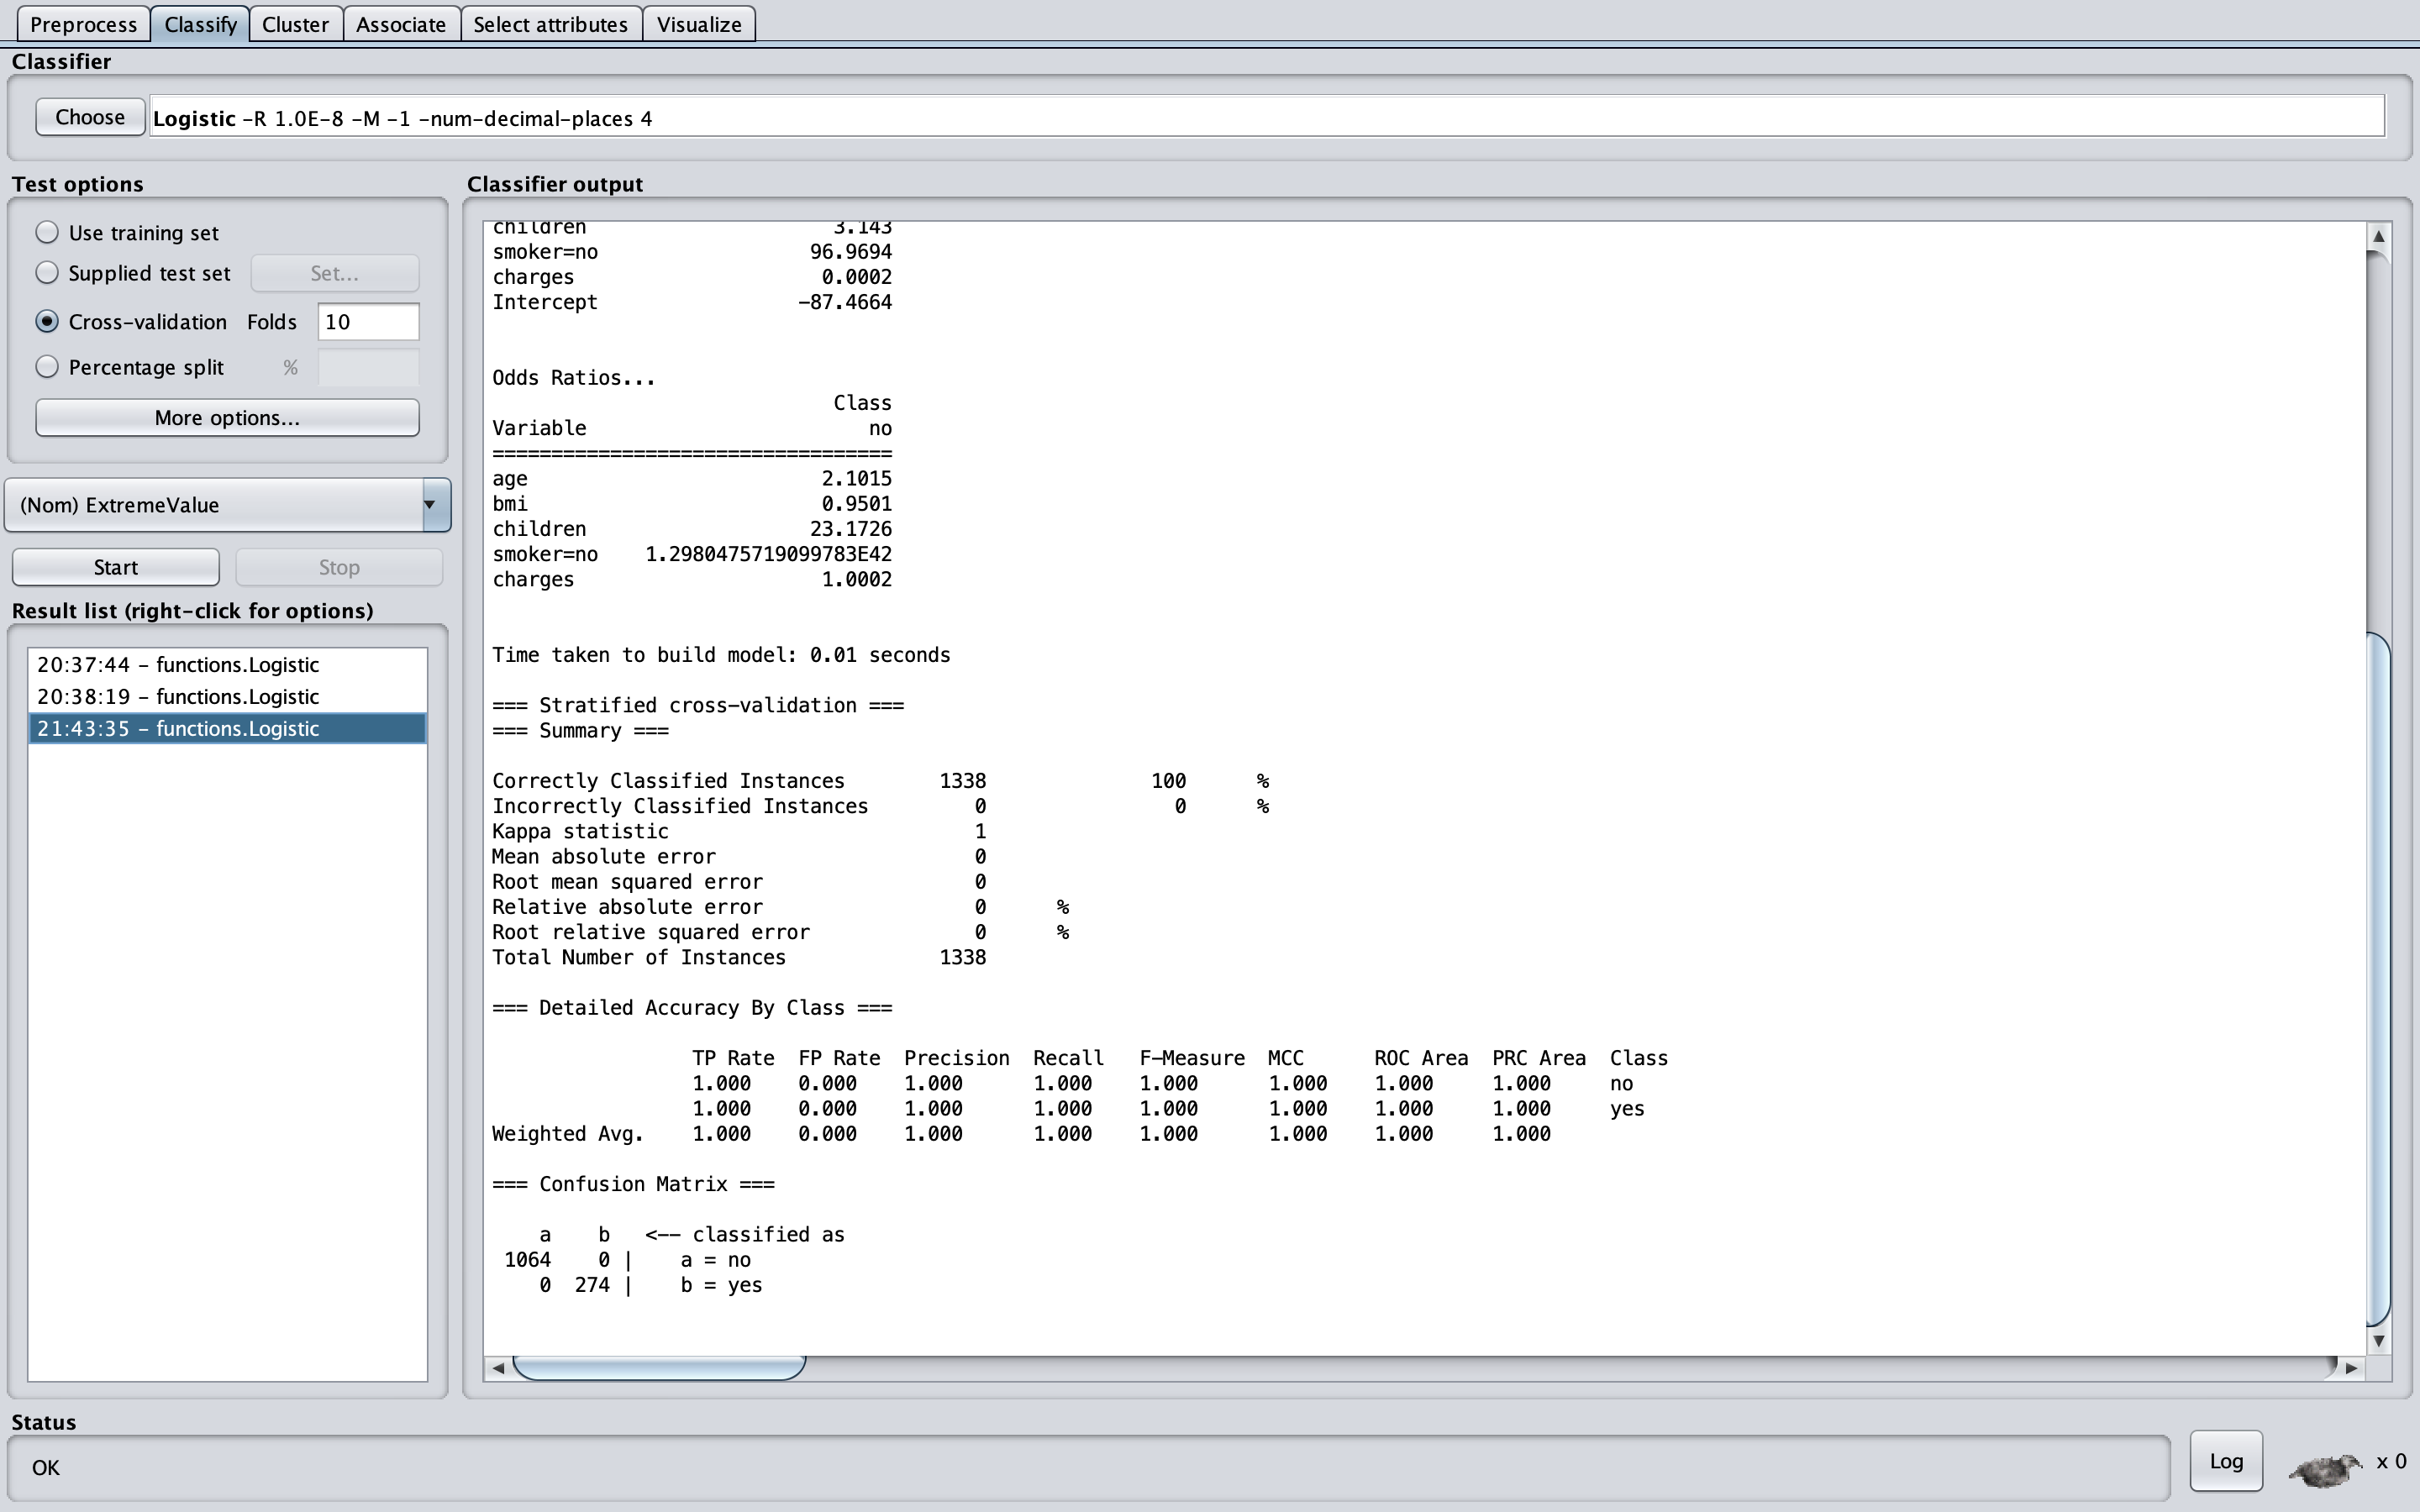 Preprocess Classify Cluster Associate Select attributes Visualize
Classifier
Choose Logistic -R 1.0E-8 -M -1 -num-decimal-places 4
Test options
Use training set
Supplied test set Set...
Cross-validation Folds 10
Percentage split %
More options...
(Nom) ExtremeValue
Start Stop
Result list (right-click for options)
20:37:44 - functions.Logistic
20:38:19 - functions.Logistic
21:43:35 - functions.Logistic
Classifier output
children 3.143
smoker=no 96.9694
charges 0.0002
Intercept -87.4664
Odds Ratios...
Class
Variable no
==================================
age 2.1015
bmi 0.9501
children 23.1726
smoker=no 1.2980475719099783E42
charges 1.0002
Time taken to build model: 0.01 seconds
=== Stratified cross-validation ===
=== Summary ===
Correctly Classified Instances 1338 100 %
Incorrectly Classified Instances 0 0 %
Kappa statistic 1
Mean absolute error 0
Root mean squared error 0
Relative absolute error 0 %
Root relative squared error 0 %
Total Number of Instances 1338
=== Detailed Accuracy By Class ===
TP Rate FP Rate Precision Recall F-Measure MCC ROC Area PRC Area Class
1.000 0.000 1.000 1.000 1.000 1.000 1.000 1.000 no
1.000 0.000 1.000 1.000 1.000 1.000 1.000 1.000 yes
Weighted Avg. 1.000 0.000 1.000 1.000 1.000 1.000 1.000 1.000
=== Confusion Matrix ===
a b <-- classified as
1064 0 | a = no
0 274 | b = yes
Status
OK
Log x 0